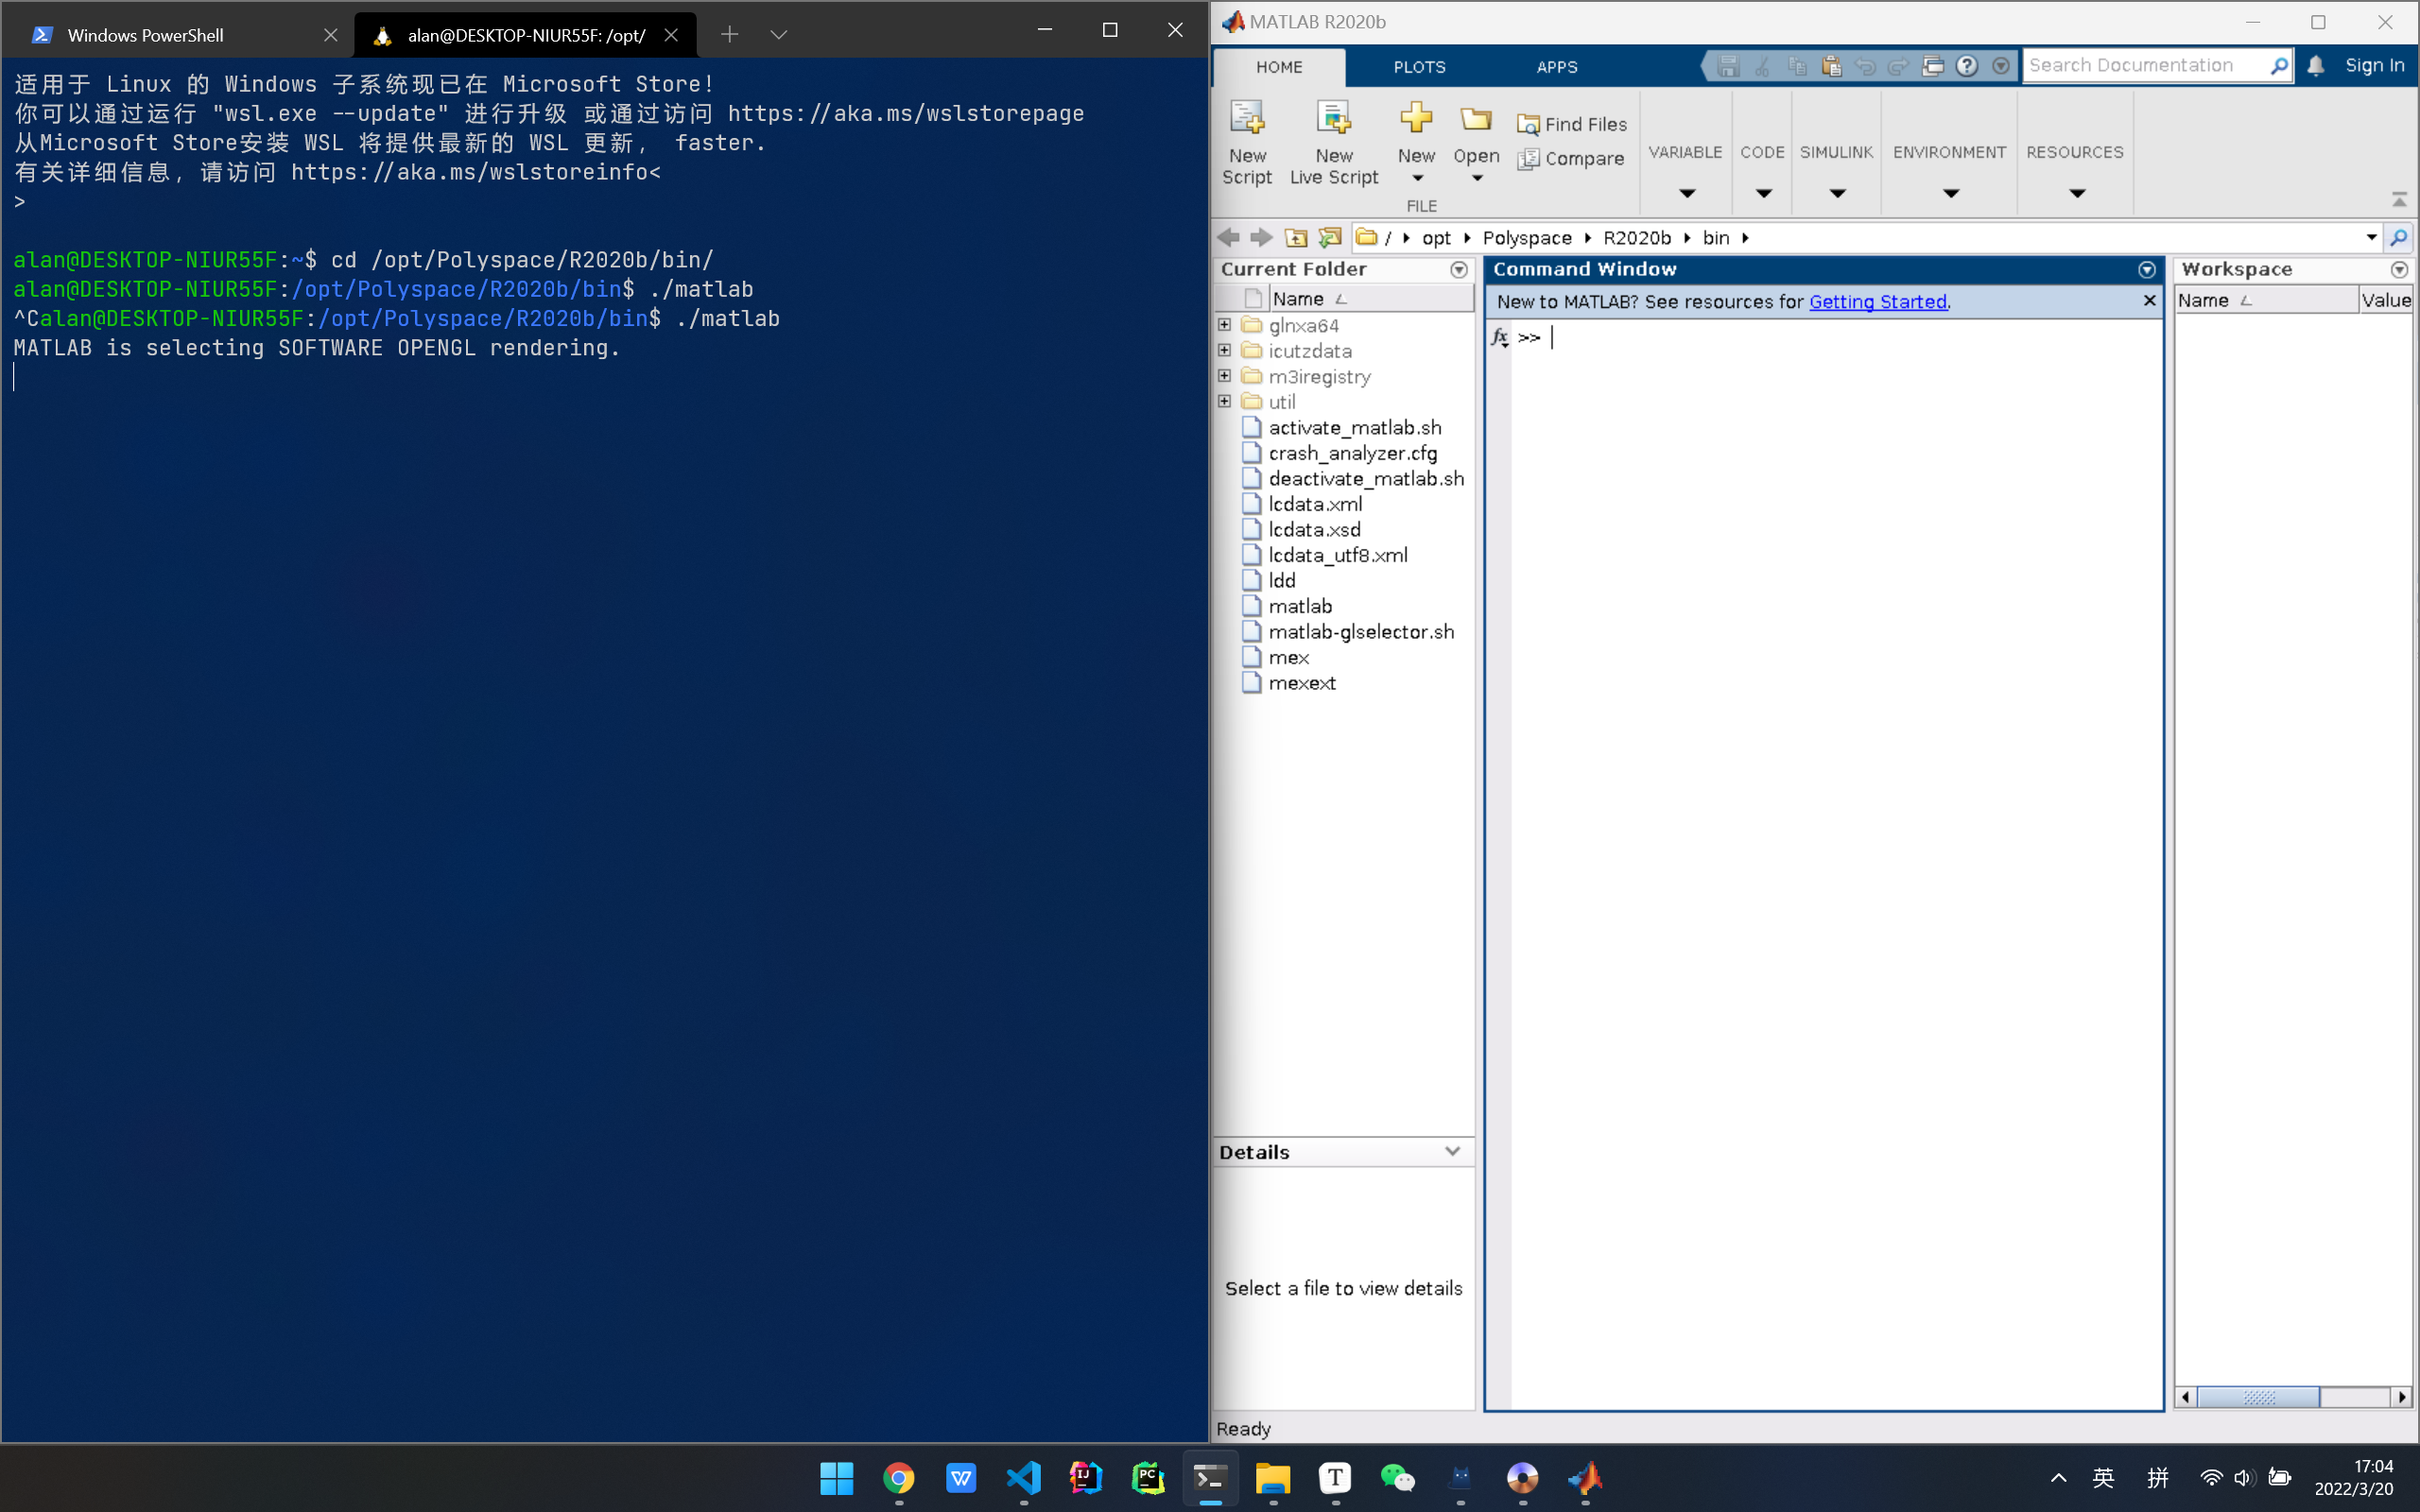 Windows PowerShell
alan@DESKTOP-NIUR55F: /opt/
适用于 Linux 的 Windows 子系统现已在 Microsoft Store!
你可以通过运行 "wsl.exe --update" 进行升级 或通过访问 https://aka.ms/wslstorepage
从Microsoft Store安装 WSL 将提供最新的 WSL 更新， faster.
有关详细信息，请访问 https://aka.ms/wslstoreinfo<
>
alan@DESKTOP-NIUR55F:~$ cd /opt/Polyspace/R2020b/bin/
alan@DESKTOP-NIUR55F:/opt/Polyspace/R2020b/bin$ ./matlab
^Calan@DESKTOP-NIUR55F:/opt/Polyspace/R2020b/bin$ ./matlab
MATLAB is selecting SOFTWARE OPENGL rendering.
MATLAB R2020b
HOME PLOTS APPS
Search Documentation
Sign In
New Script
New Live Script
New
Open
Find Files
Compare
FILE
VARIABLE
CODE
SIMULINK
ENVIRONMENT
RESOURCES
/ opt Polyspace R2020b bin
Current Folder
Name
glnxa64
icutzdata
m3iregistry
util
activate_matlab.sh
crash_analyzer.cfg
deactivate_matlab.sh
lcdata.xml
lcdata.xsd
lcdata_utf8.xml
ldd
matlab
matlab-glselector.sh
mex
mexext
Details
Select a file to view details
Ready
Command Window
New to MATLAB? See resources for Getting Started.
fx >>
Workspace
Name Value
英 拼
17:04
2022/3/20